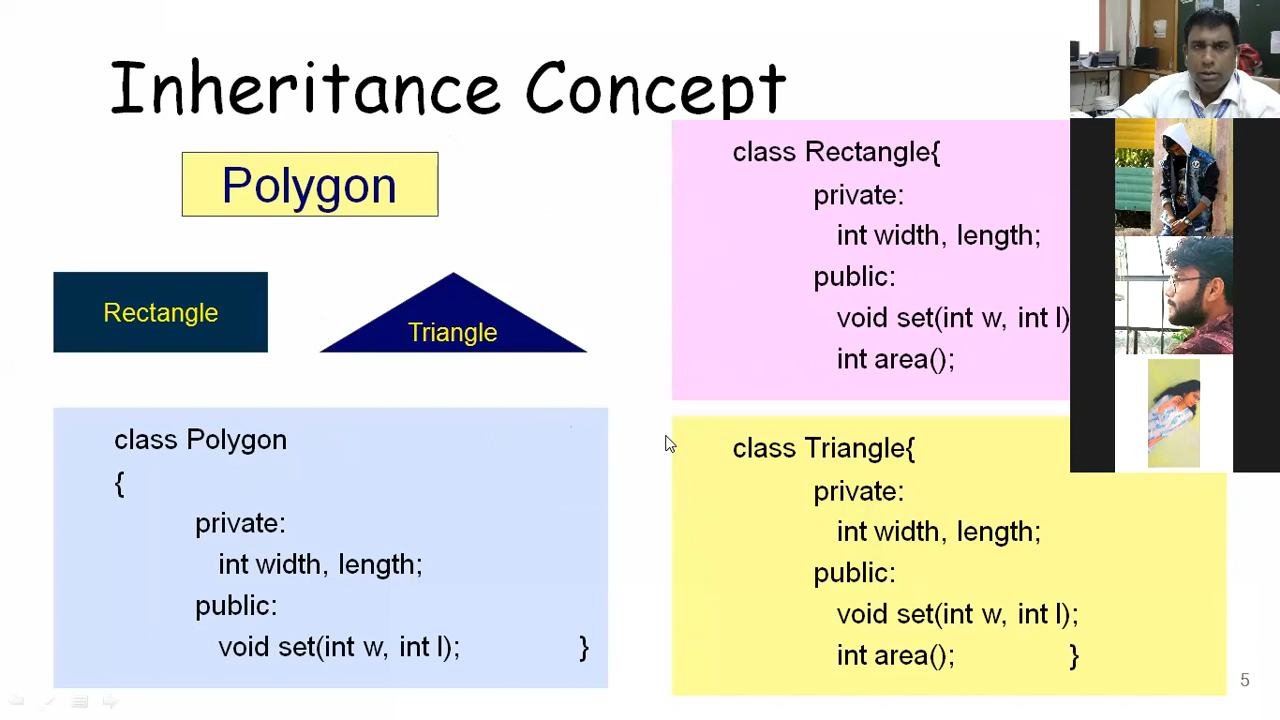 Inheritance Concept
Polygon
Rectangle
Triangle
class Polygon
{
private:
int width, length;
public:
void set(int w, int l); }
class Rectangle{
private:
int width, length;
public:
void set(int w, int l)
int area();
class Triangle{
private:
int width, length;
public:
void set(int w, int l);
int area(); }
5